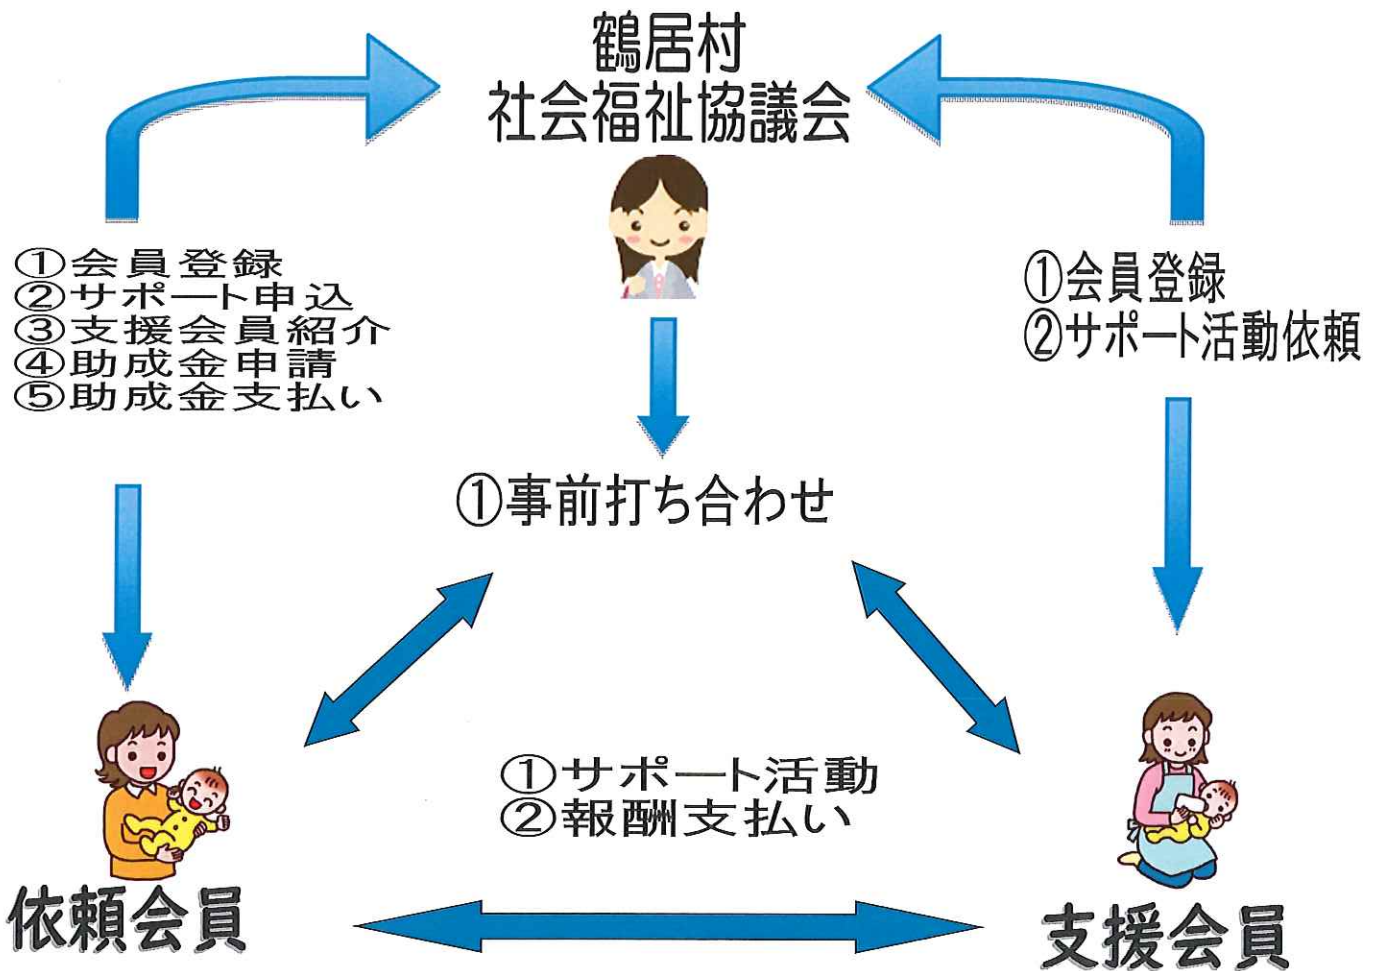 鶴居村
社会福祉協議会
①会員登録
②サポート申込
③支援会員紹介
④助成金申請
⑤助成金支払い
①会員登録
②サポート活動依頼
①事前打ち合わせ
①サポート活動
②報酬支払い
依頼会員
支援会員